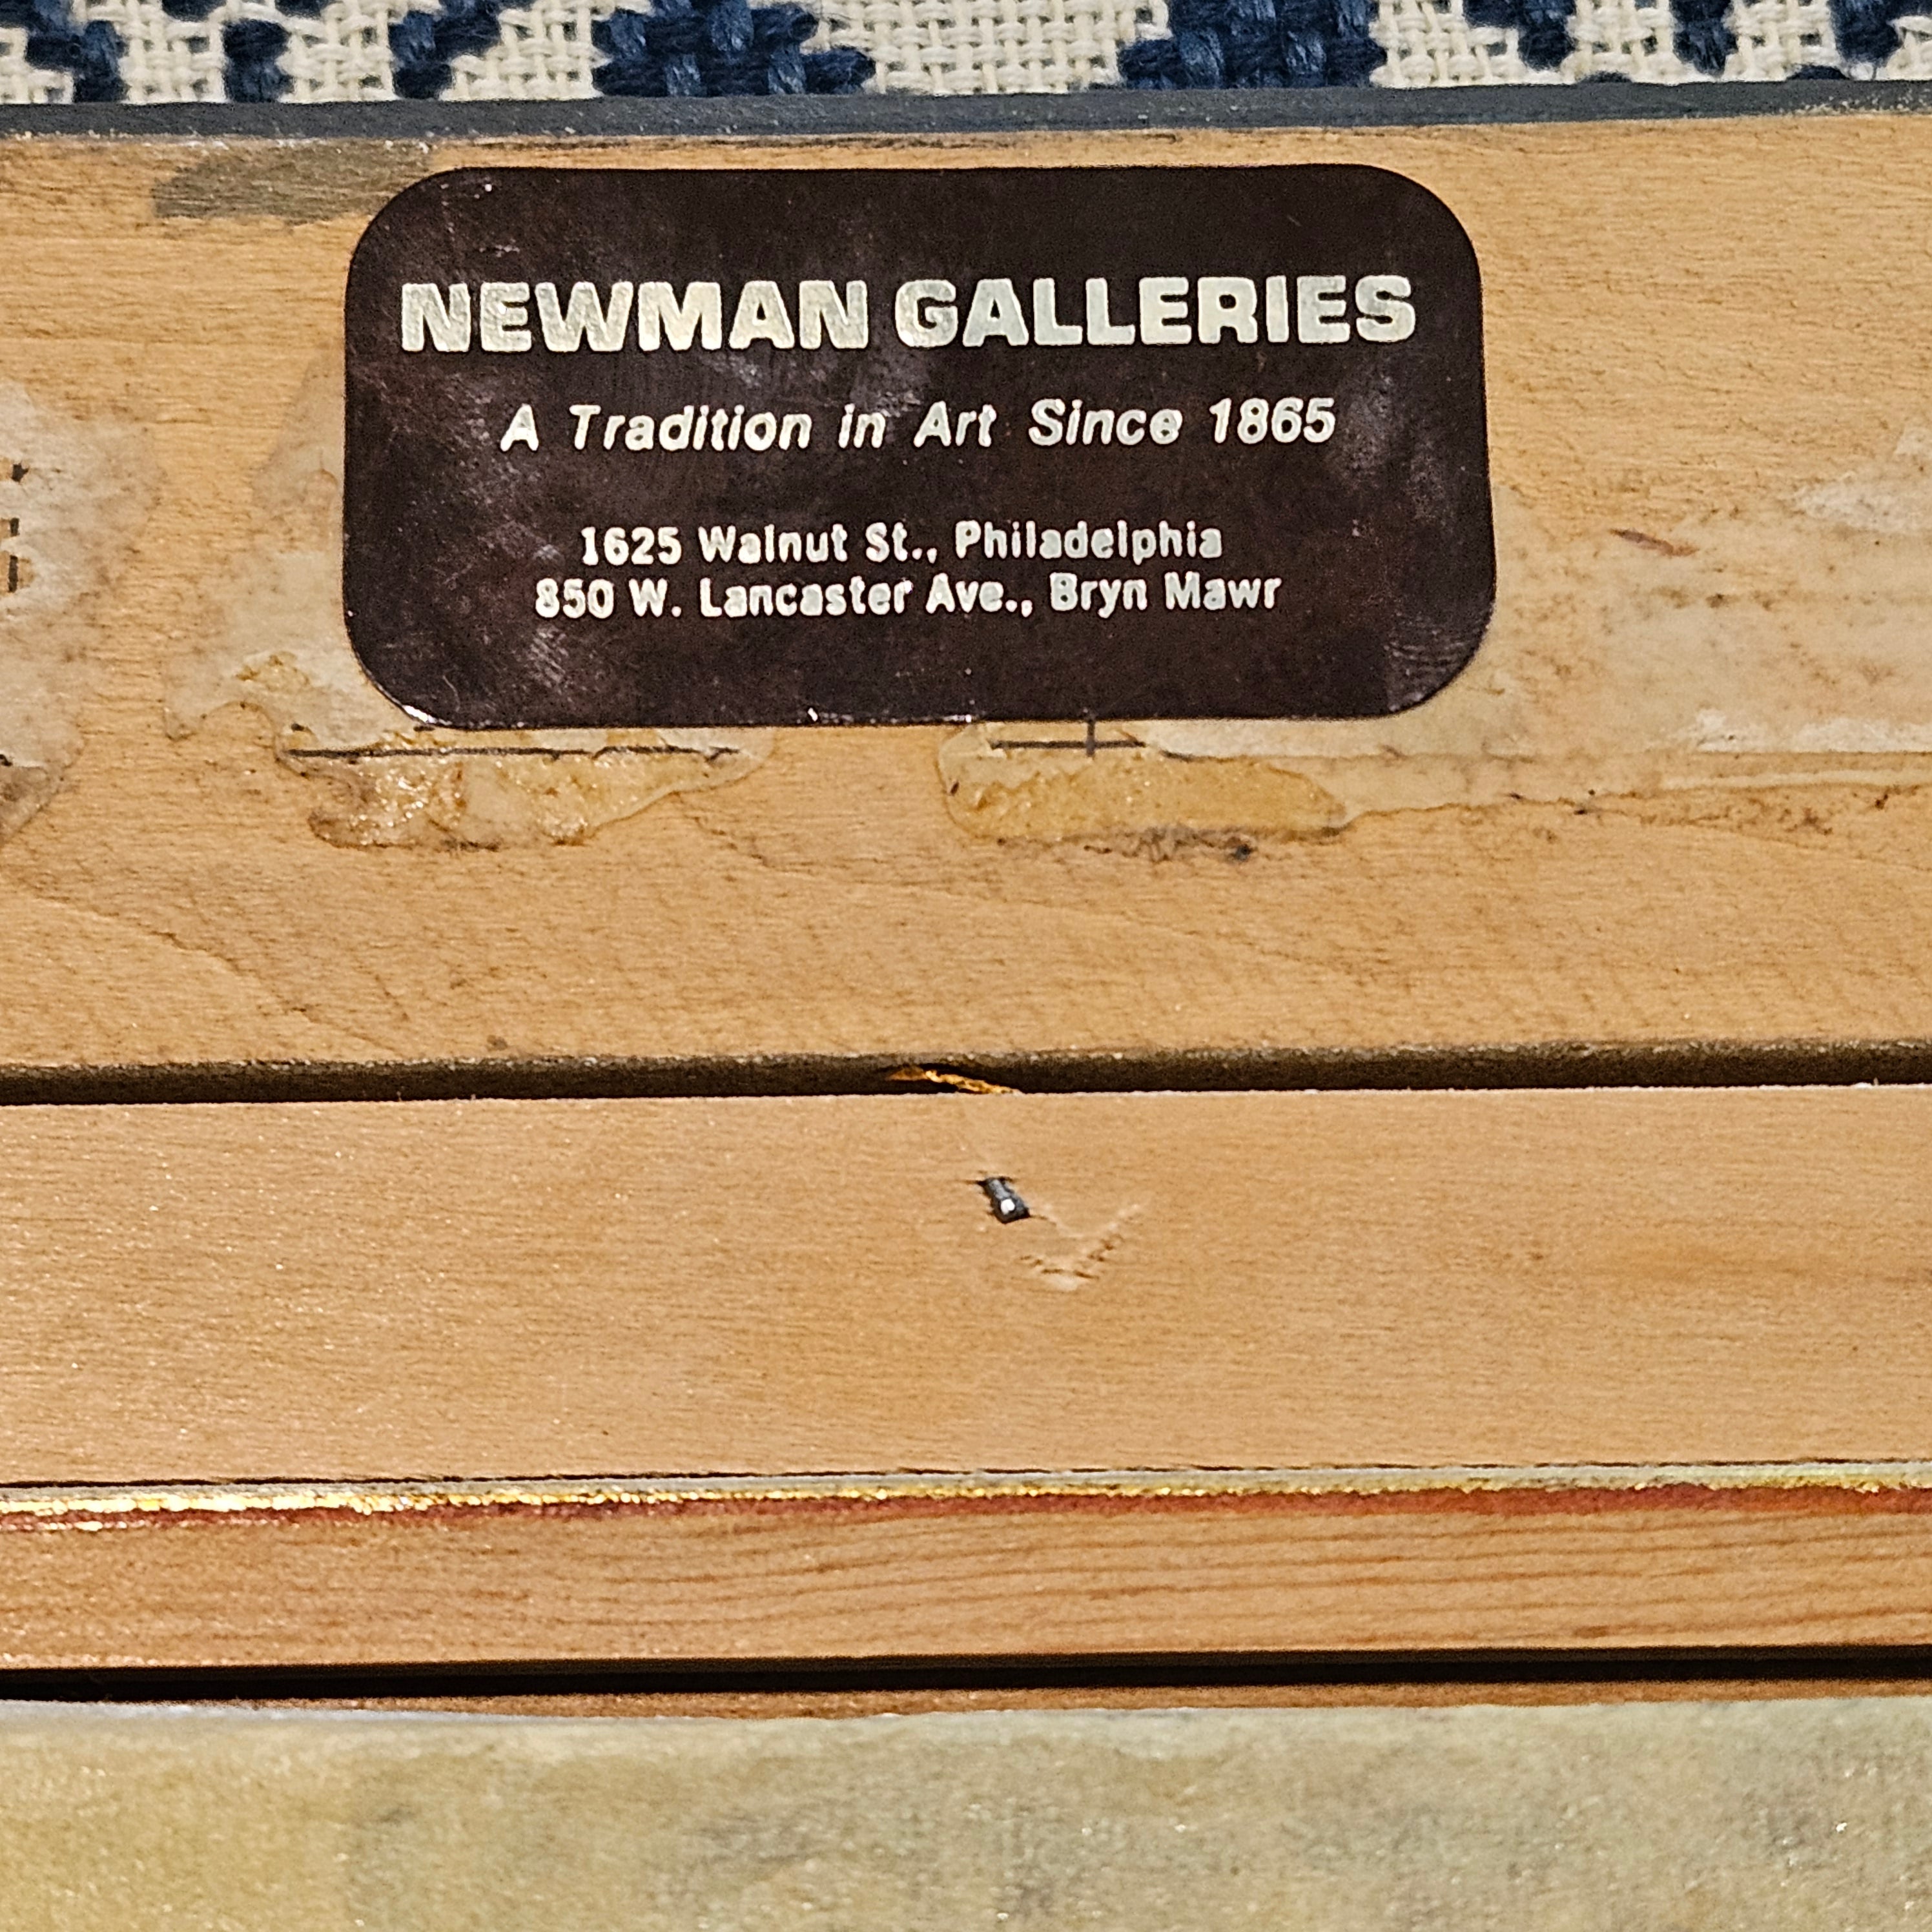 NEWMAN GALLERIES
A Tradition in Art Since 1865
1625 Walnut St., Philadelphia
850 W. Lancaster Ave., Bryn Mawr